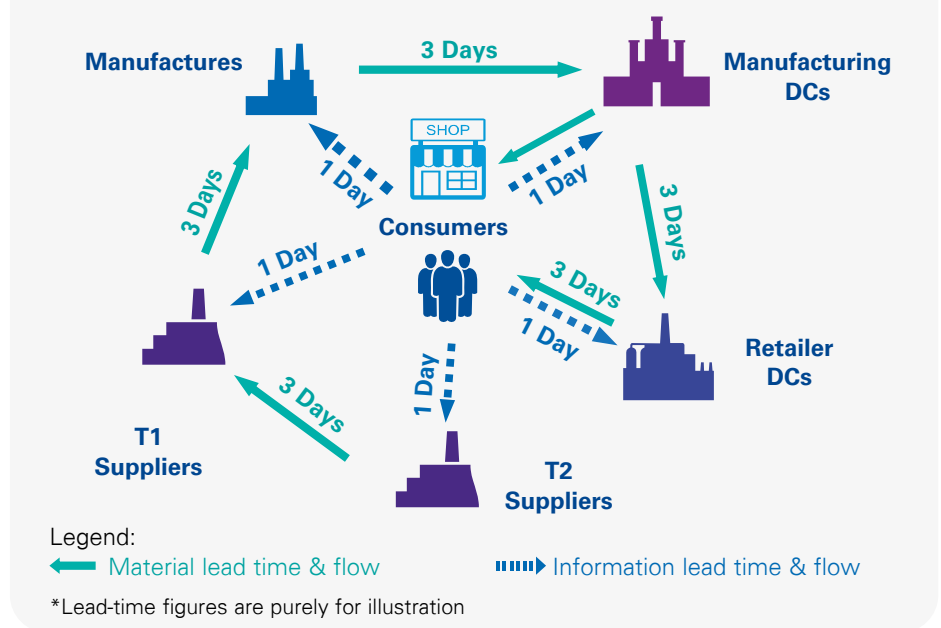 Manufactures
3 Days
Manufacturing
DCs
SHOP
1 Day
1 Day
3 Days
3 Days
Consumers
1 Day
3 Days
1 Day
Retailer
DCs
1 Day
3 Days
T1
Suppliers
T2
Suppliers
Legend:
Material lead time & flow
Information lead time & flow
*Lead-time figures are purely for illustration